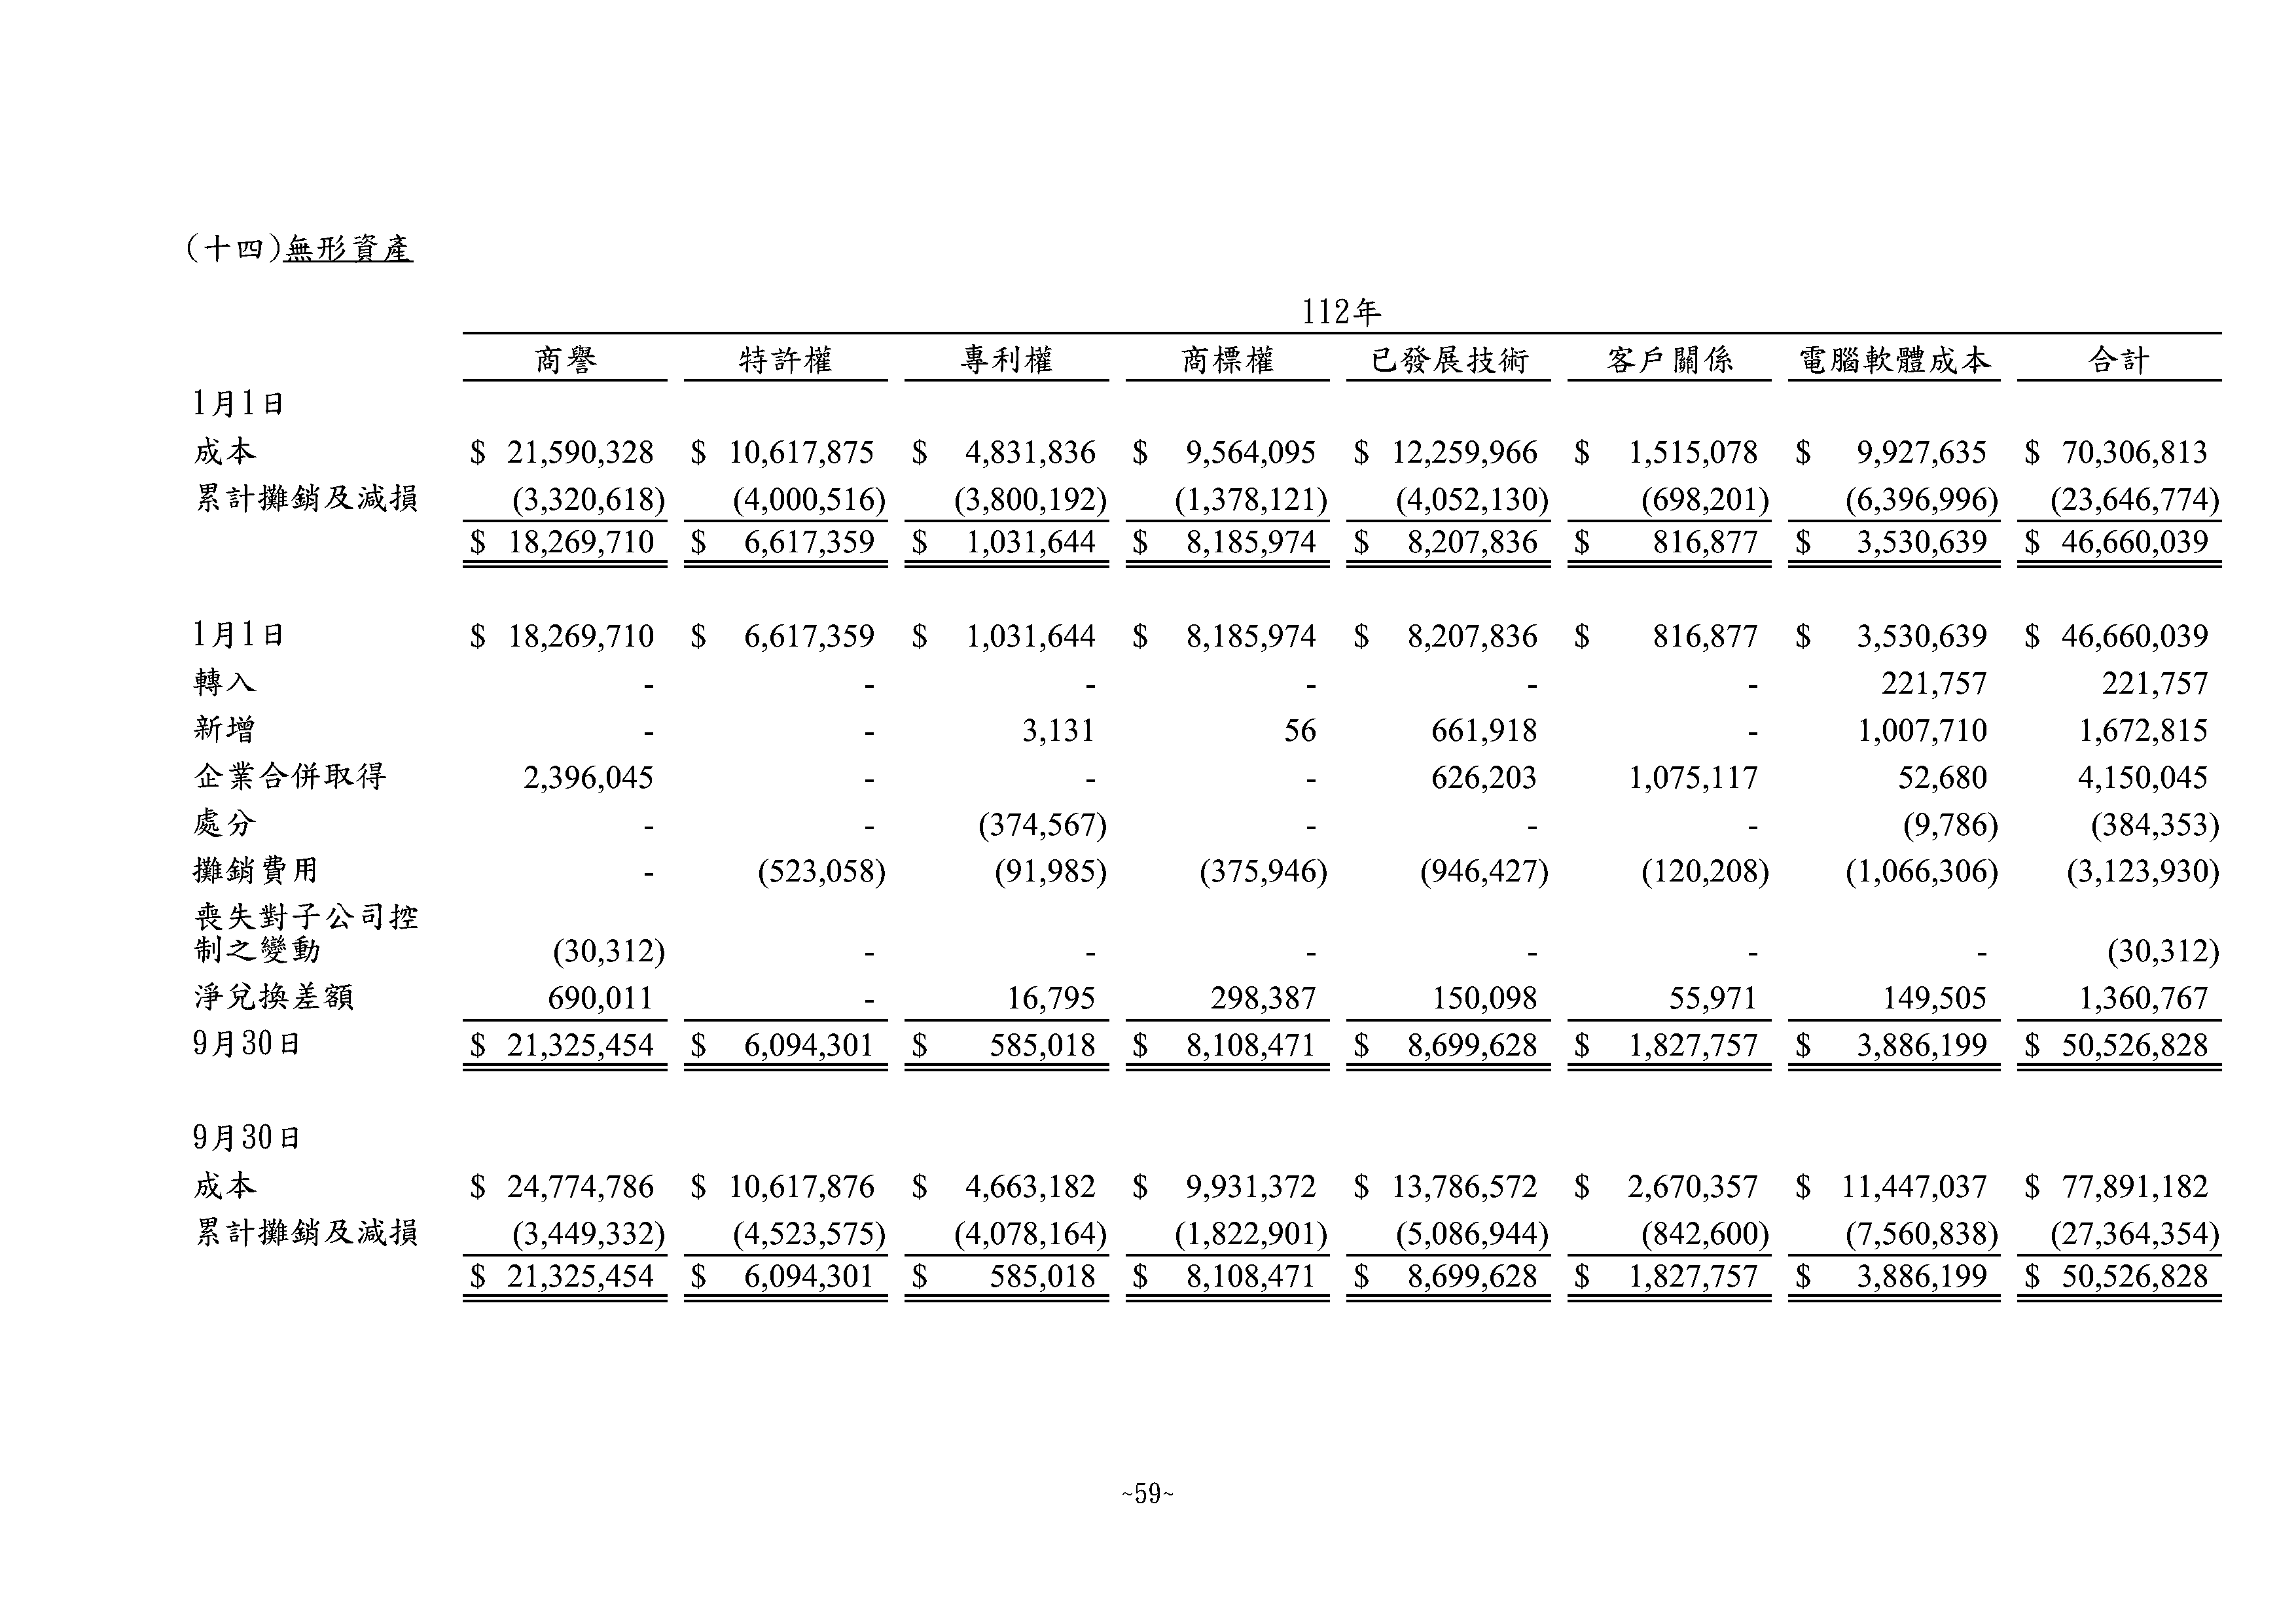 (十四)無形資產
112年
商譽 特許權 專利權 商標權 已發展技術 客戶關係 電腦軟體成本 合計
1月1日
成本 $ 21,590,328 $ 10,617,875 $ 4,831,836 $ 9,564,095 $ 12,259,966 $ 1,515,078 $ 9,927,635 $ 70,306,813
累計攤銷及減損 (3,320,618) (4,000,516) (3,800,192) (1,378,121) (4,052,130) (698,201) (6,396,996) (23,646,774)
$ 18,269,710 $ 6,617,359 $ 1,031,644 $ 8,185,974 $ 8,207,836 $ 816,877 $ 3,530,639 $ 46,660,039
1月1日 $ 18,269,710 $ 6,617,359 $ 1,031,644 $ 8,185,974 $ 8,207,836 $ 816,877 $ 3,530,639 $ 46,660,039
轉入 - - - - - - 221,757 221,757
新增 - - 3,131 56 661,918 - 1,007,710 1,672,815
企業合併取得 2,396,045 - - - 626,203 1,075,117 52,680 4,150,045
處分 - - (374,567) - - - (9,786) (384,353)
攤銷費用 - (523,058) (91,985) (375,946) (946,427) (120,208) (1,066,306) (3,123,930)
喪失對子公司控
制之變動 (30,312) - - - - - - (30,312)
淨兌換差額 690,011 - 16,795 298,387 150,098 55,971 149,505 1,360,767
9月30日 $ 21,325,454 $ 6,094,301 $ 585,018 $ 8,108,471 $ 8,699,628 $ 1,827,757 $ 3,886,199 $ 50,526,828
9月30日
成本 $ 24,774,786 $ 10,617,876 $ 4,663,182 $ 9,931,372 $ 13,786,572 $ 2,670,357 $ 11,447,037 $ 77,891,182
累計攤銷及減損 (3,449,332) (4,523,575) (4,078,164) (1,822,901) (5,086,944) (842,600) (7,560,838) (27,364,354)
$ 21,325,454 $ 6,094,301 $ 585,018 $ 8,108,471 $ 8,699,628 $ 1,827,757 $ 3,886,199 $ 50,526,828
~59~